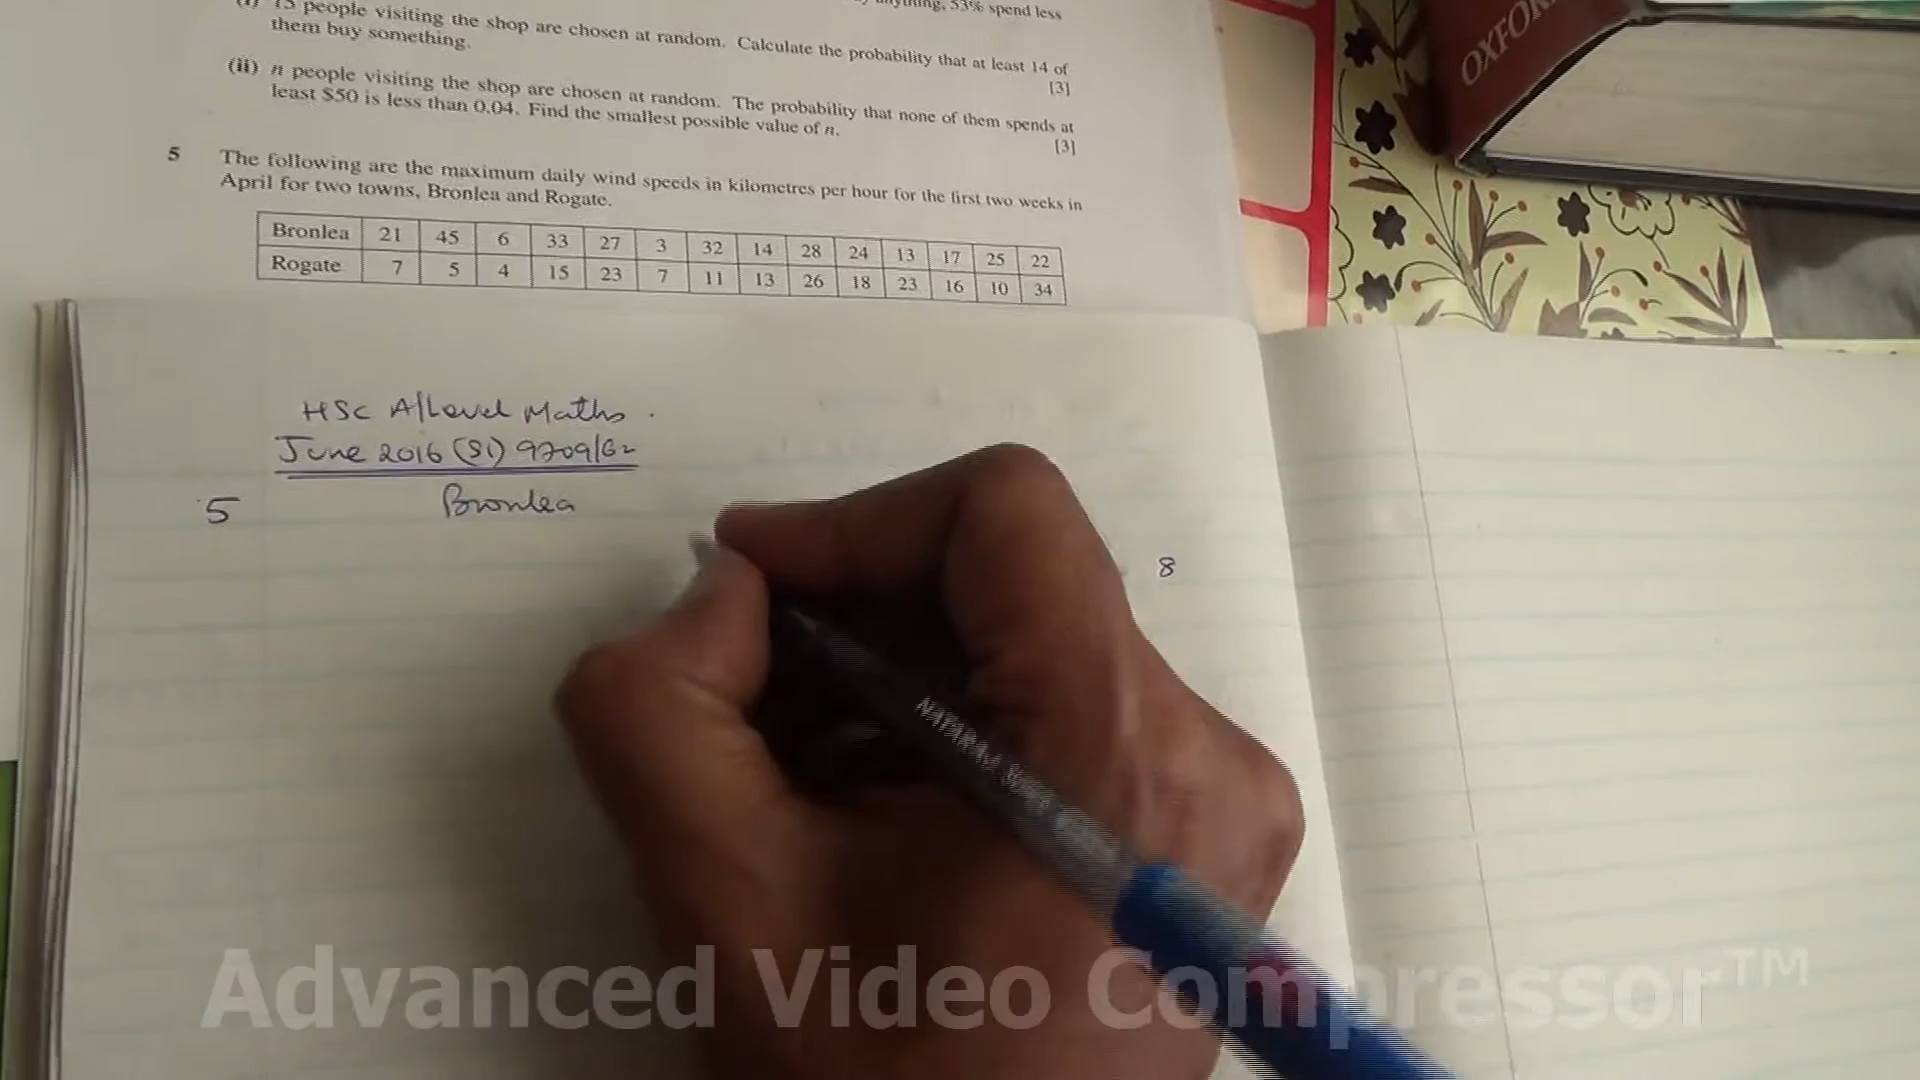 anything, 53% spend less
(i) 15 people visiting the shop are chosen at random. Calculate the probability that at least 14 of
them buy something. [3]
(ii) n people visiting the shop are chosen at random. The probability that none of them spends at
least $50 is less than 0.04. Find the smallest possible value of n. [3]
5 The following are the maximum daily wind speeds in kilometres per hour for the first two weeks in
April for two towns, Bronlea and Rogate.
Bronlea 21 45 6 33 27 3 32 14 28 24 13 17 25 22
Rogate 7 5 4 15 23 7 11 13 26 18 23 16 10 34
OXFOR
HSC A/Level Maths.
June 2016 (S1) 9709/62
5 Bronlea
8
NATARAJ
Advanced Video Compressor™